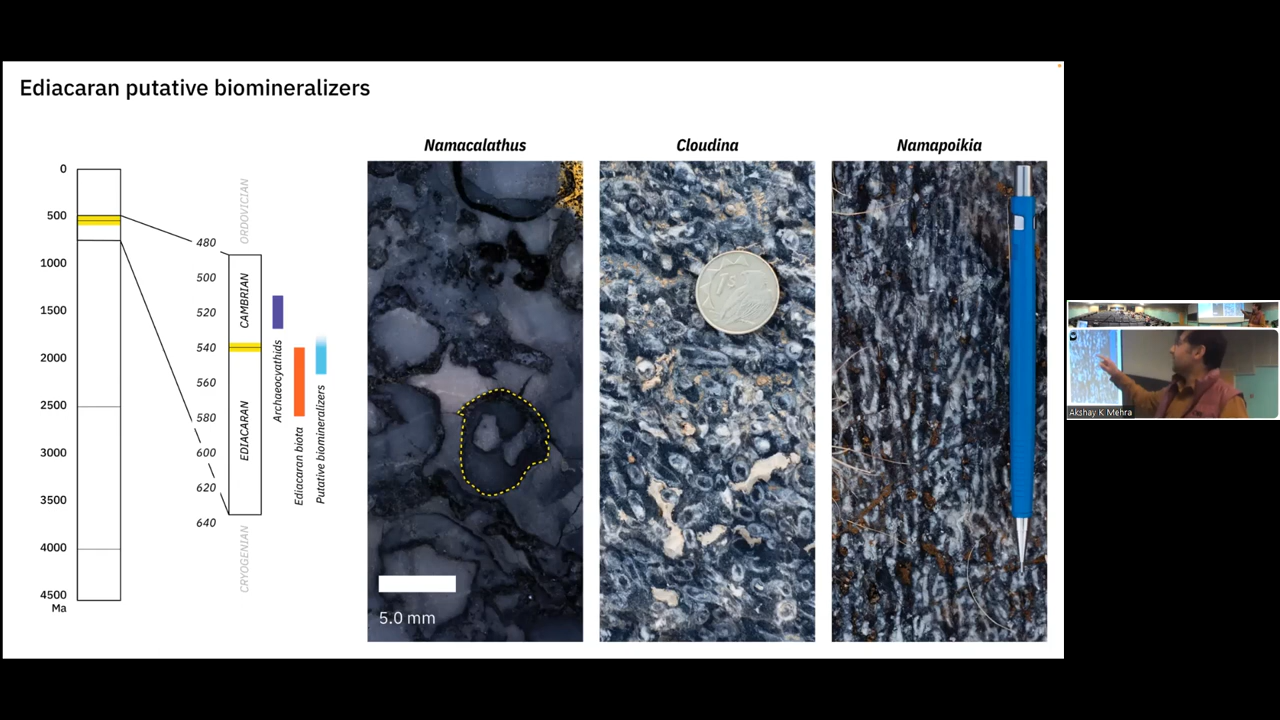 Ediacaran putative biomineralizers
0
500
1000
1500
2000
2500
3000
3500
4000
4500
Ma
480
500
520
540
560
580
600
620
640
ORDOVICIAN
CAMBRIAN
EDIACARAN
CRYOGENIAN
Archaeocyathids
Ediacaran biota
Putative biomineralizers
Namacalathus
5.0 mm
Cloudina
Namapoikia
Akshay K Mehra